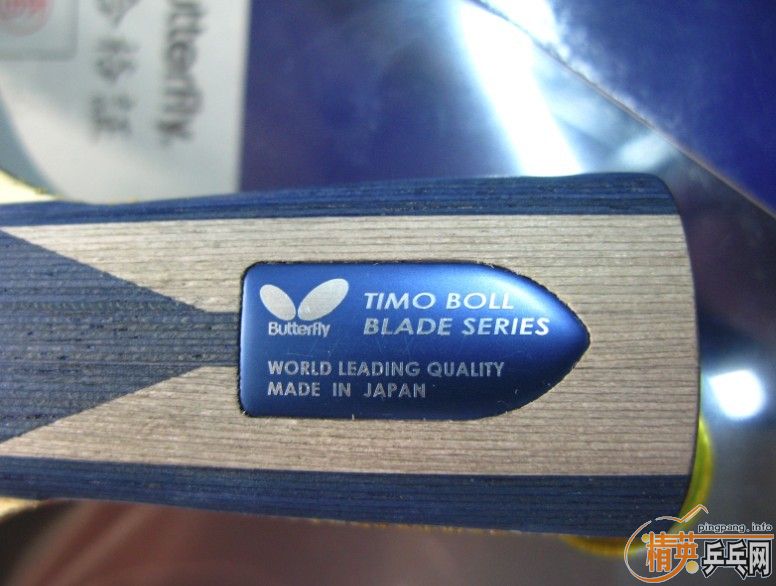 Butterfly.
TIMO BOLL
BLADE SERIES
Butterfly
WORLD LEADING QUALITY
MADE IN JAPAN
pingpang.info
精英乒乓网